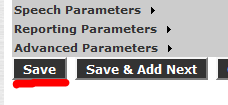 Speech Parameters
Reporting Parameters
Advanced Parameters
Save Save & Add Next